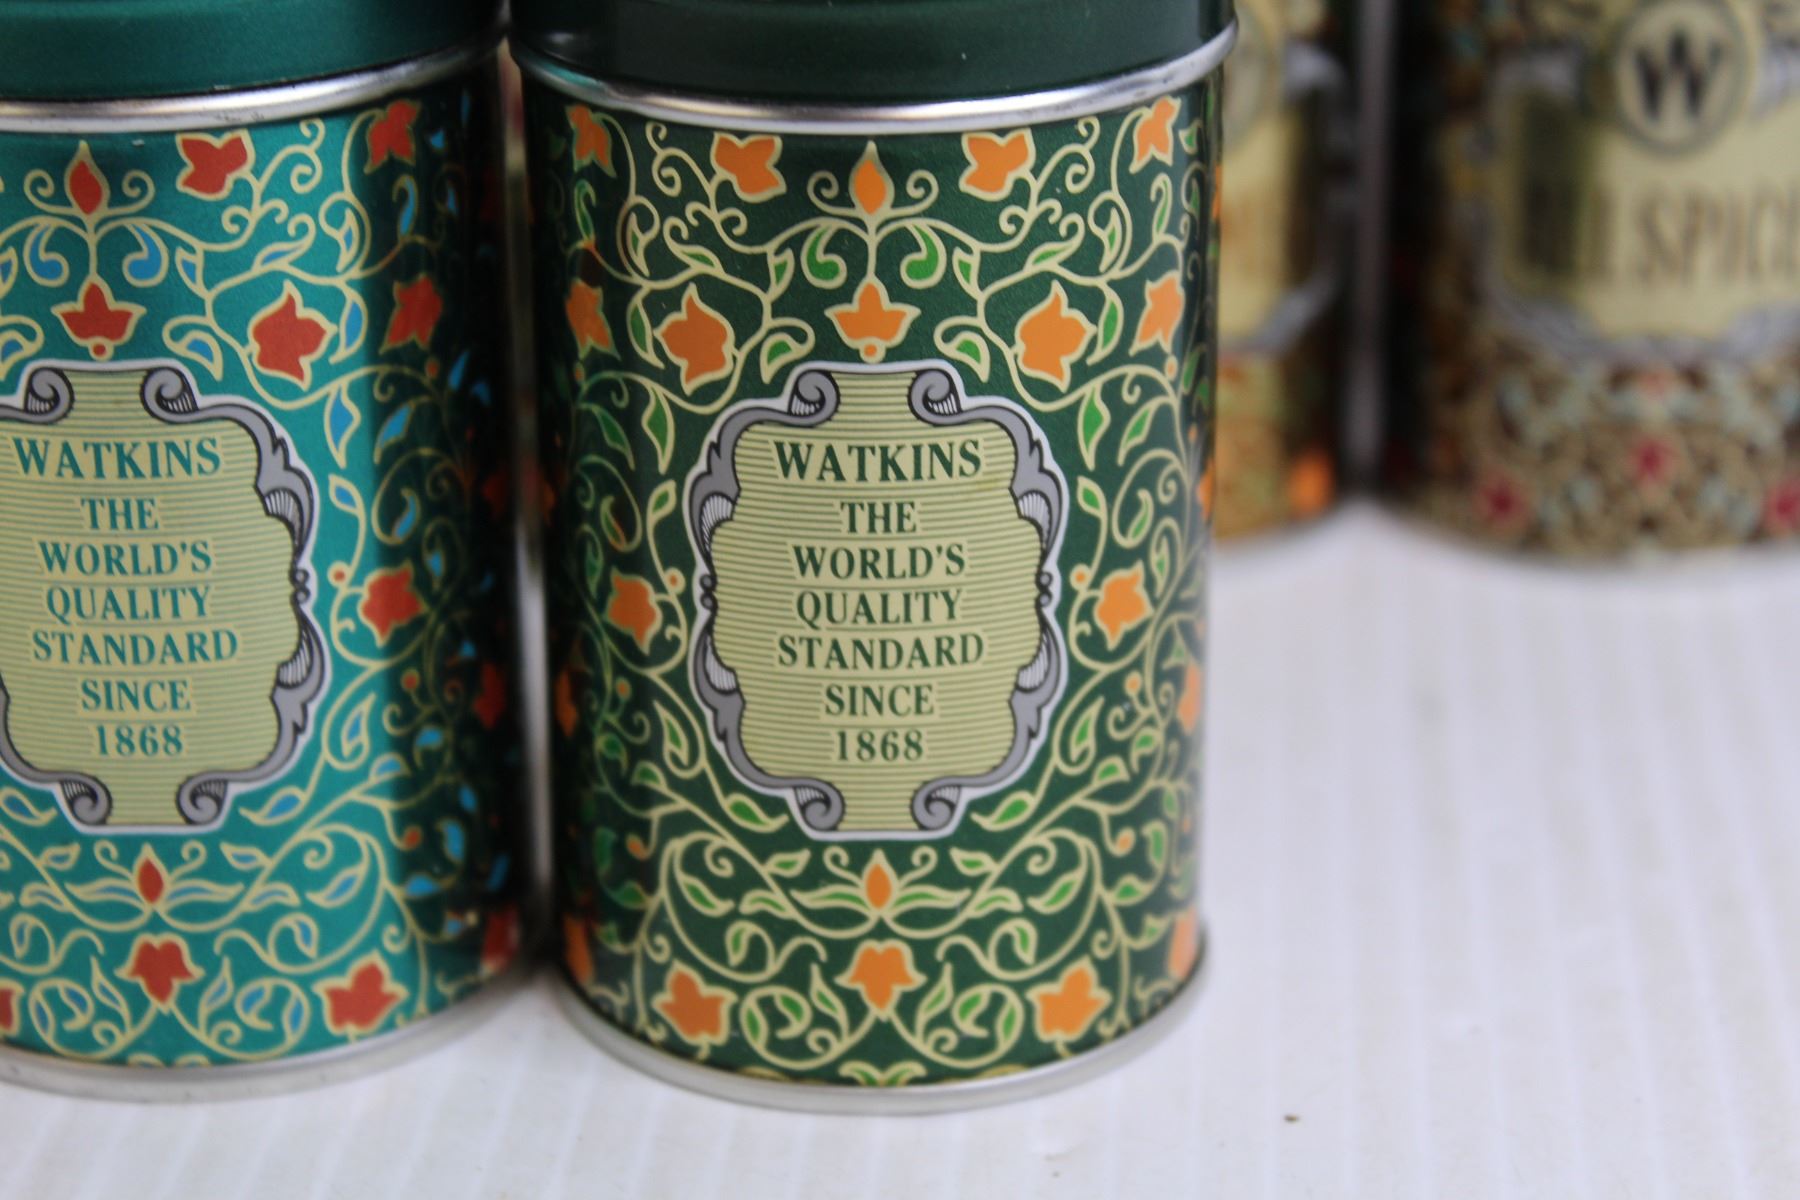 WATKINS
THE
WORLD'S
QUALITY
STANDARD
SINCE
1868
WATKINS
THE
WORLD'S
QUALITY
STANDARD
SINCE
1868
W